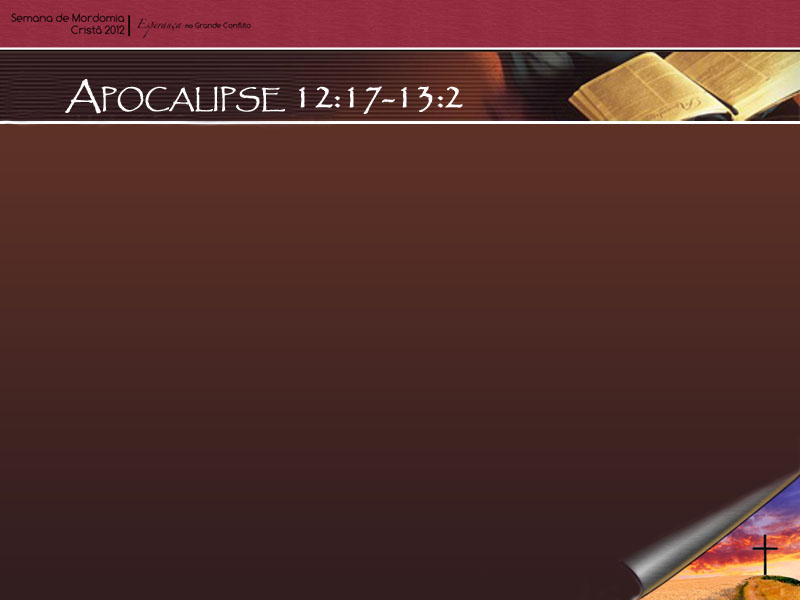 Semana de Mordomia
Cristã 2012
Esperança no Grande Conflito
APOCALIPSE 12:17-13:2